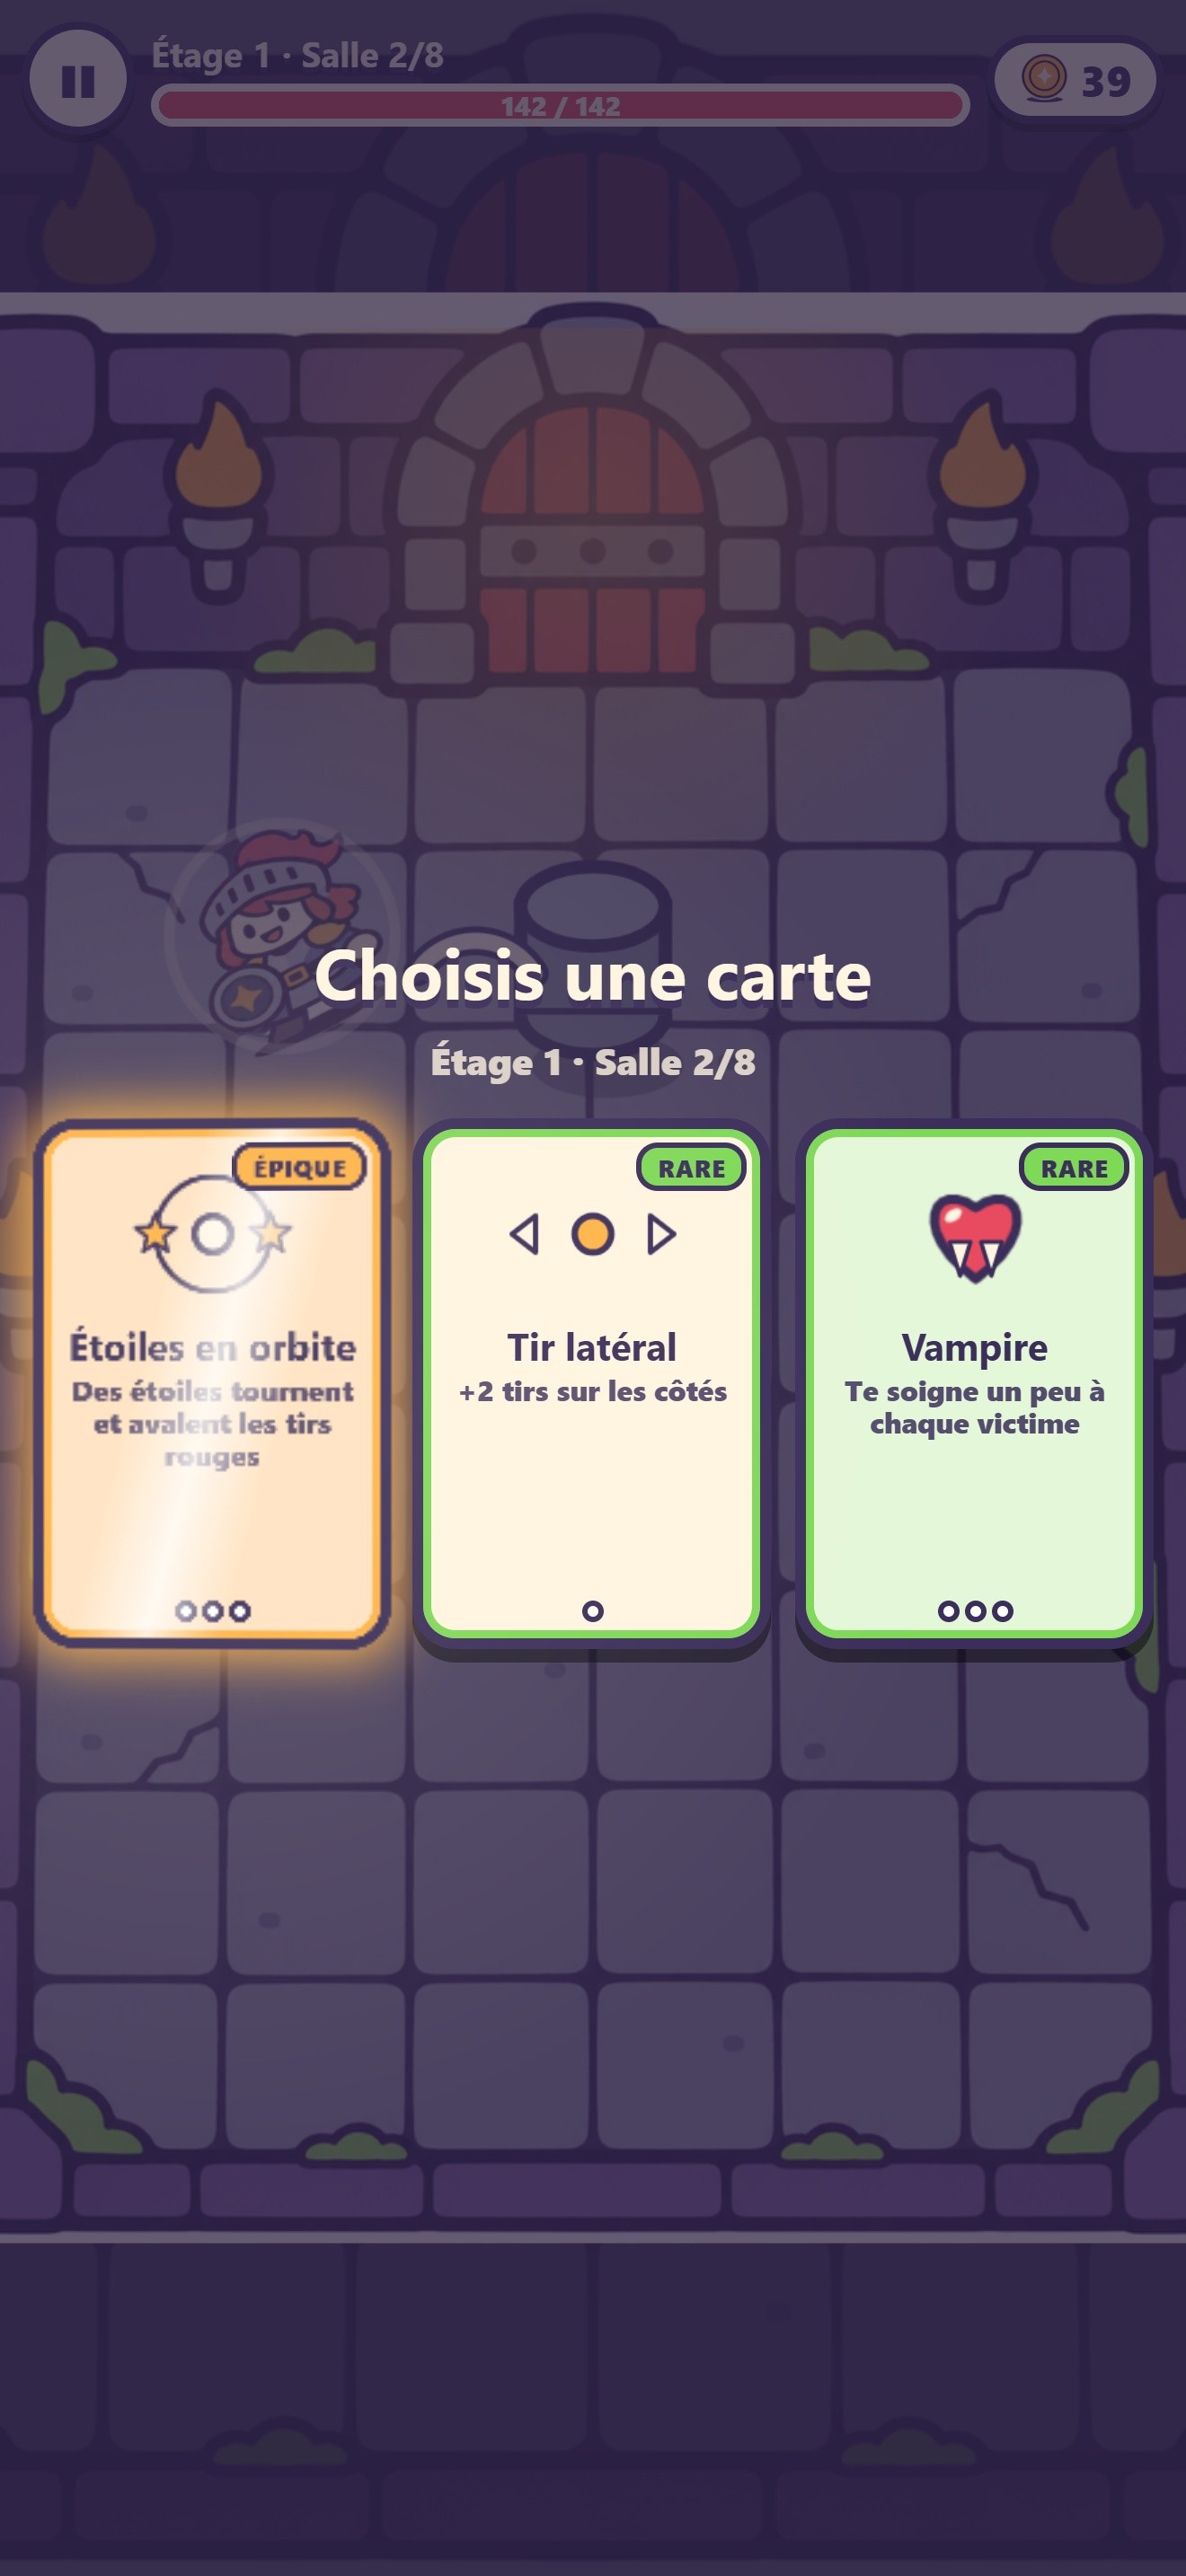 Étage 1 · Salle 2/8
142 / 142
39
Choisis une carte
Étage 1 · Salle 2/8
ÉPIQUE
Étoiles en orbite
Des étoiles tournent
et avalent les tirs
rouges
RARE
Tir latéral
+2 tirs sur les côtés
RARE
Vampire
Te soigne un peu à
chaque victime